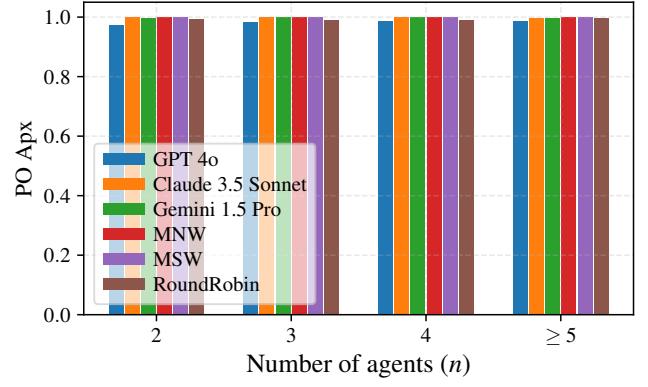 PO Apx
1.0
0.8
0.6
0.4
0.2
0.0
GPT 4o
Claude 3.5 Sonnet
Gemini 1.5 Pro
MNW
MSW
RoundRobin
2
3
4
≥ 5
Number of agents (n)